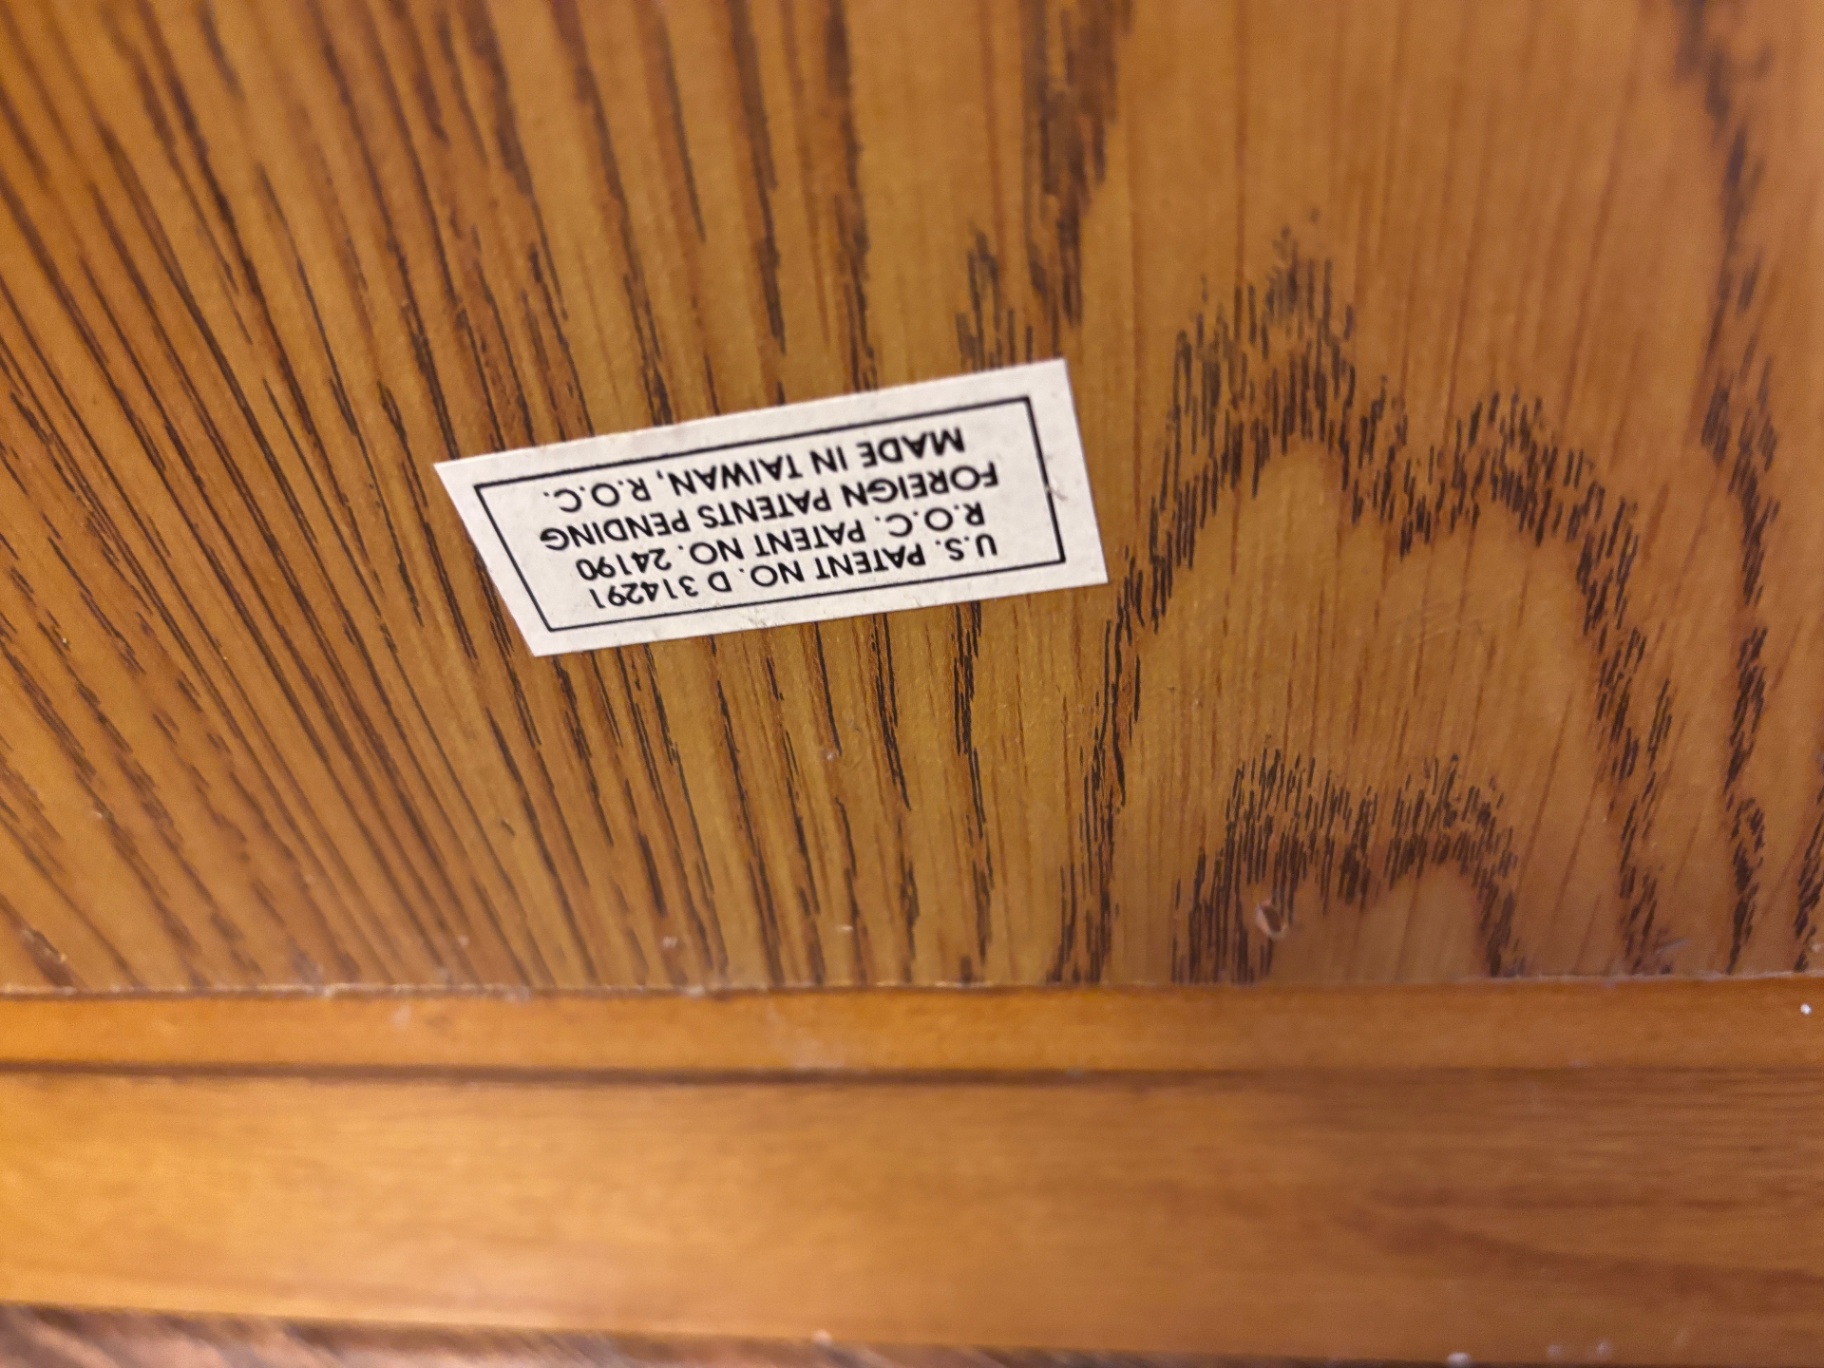 U.S. PATENT NO. D 314291
R.O.C. PATENT NO. 24190
FOREIGN PATENTS PENDING
MADE IN TAIWAN, R.O.C.